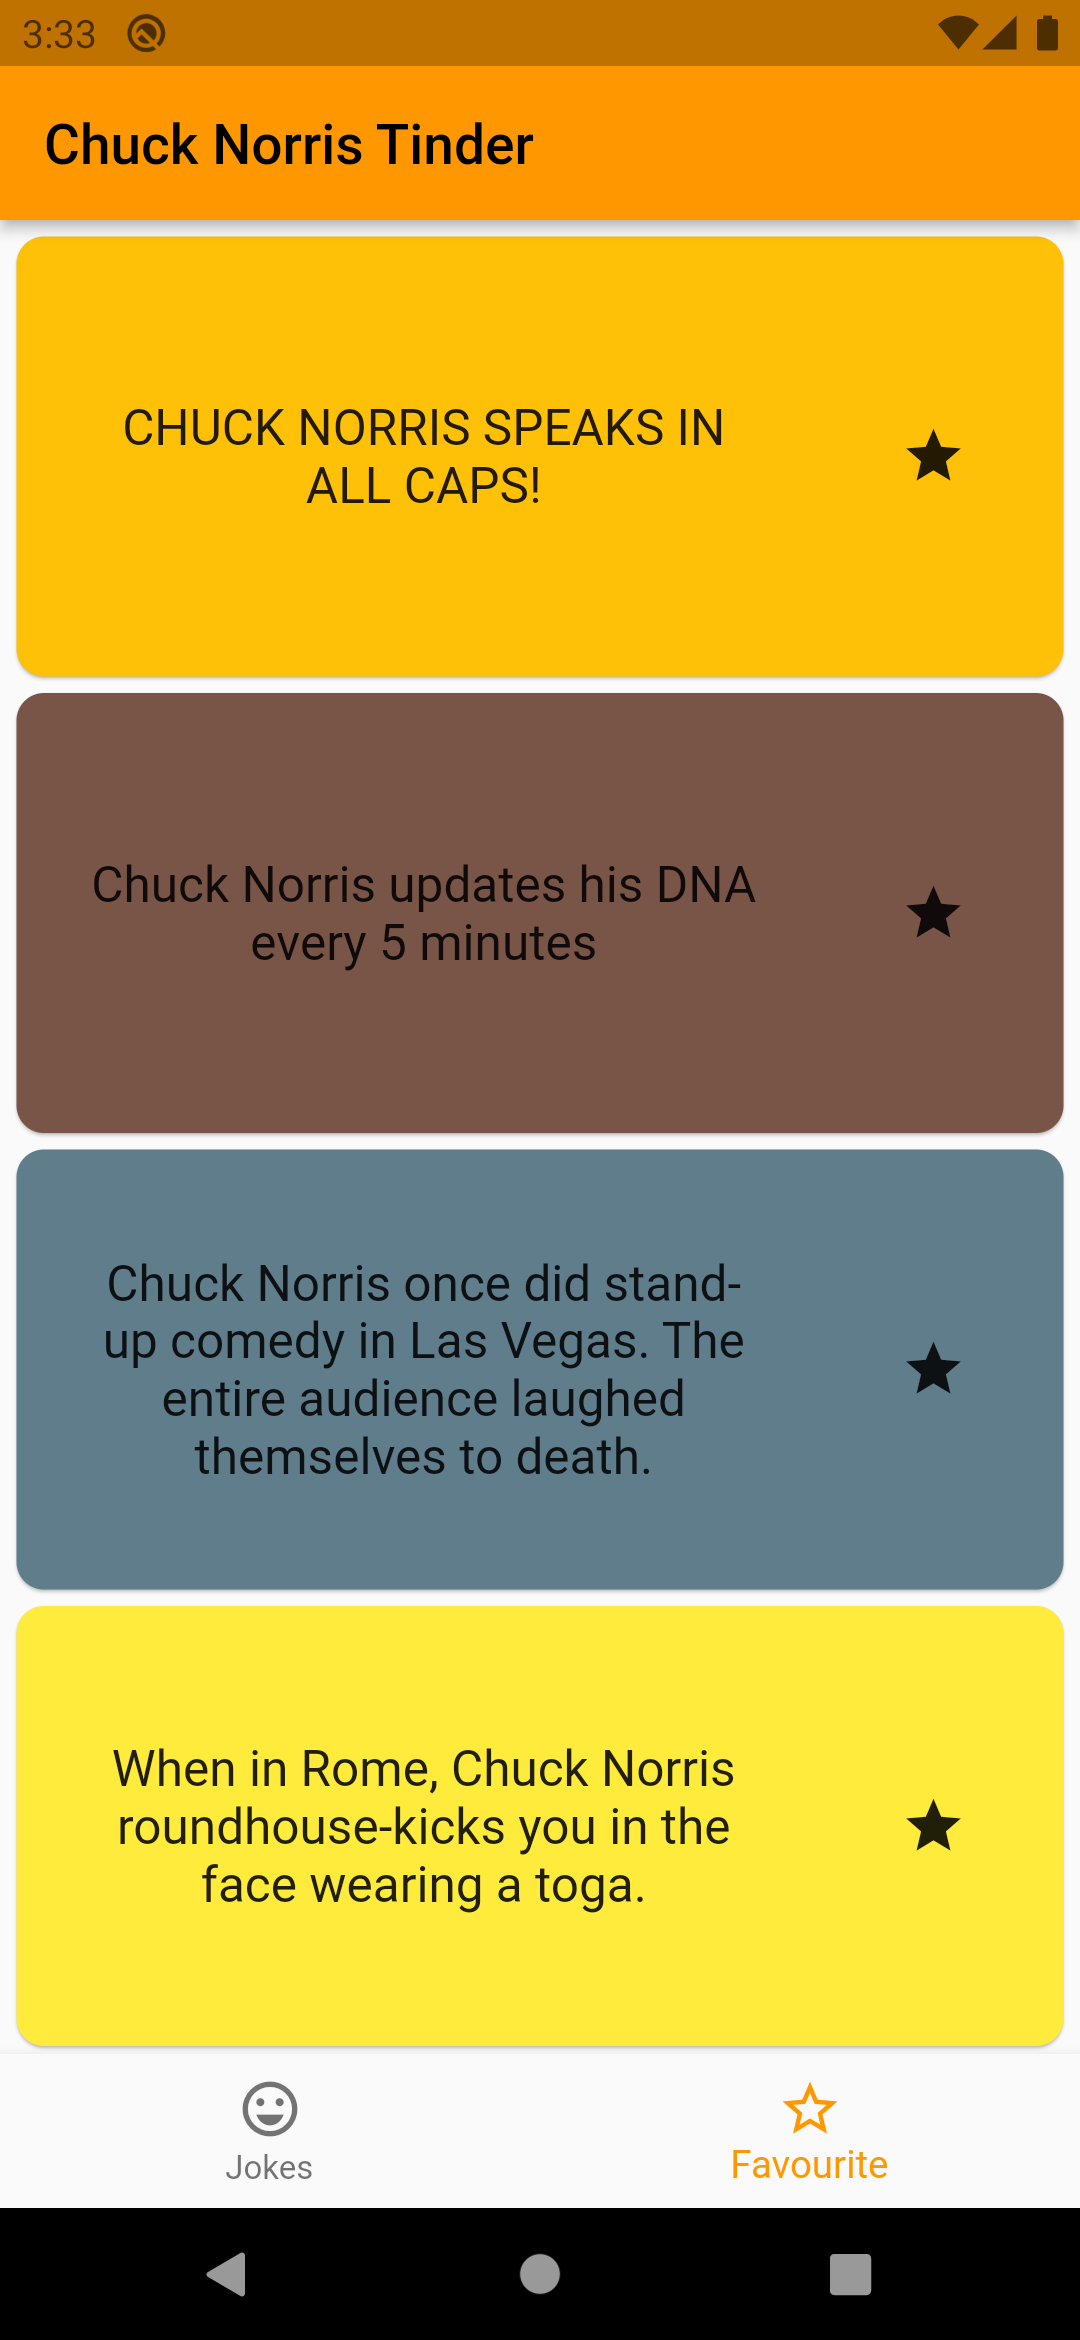 3:33
Chuck Norris Tinder
CHUCK NORRIS SPEAKS IN
ALL CAPS!
Chuck Norris updates his DNA
every 5 minutes
Chuck Norris once did stand-
up comedy in Las Vegas. The
entire audience laughed
themselves to death.
When in Rome, Chuck Norris
roundhouse-kicks you in the
face wearing a toga.
Jokes
Favourite